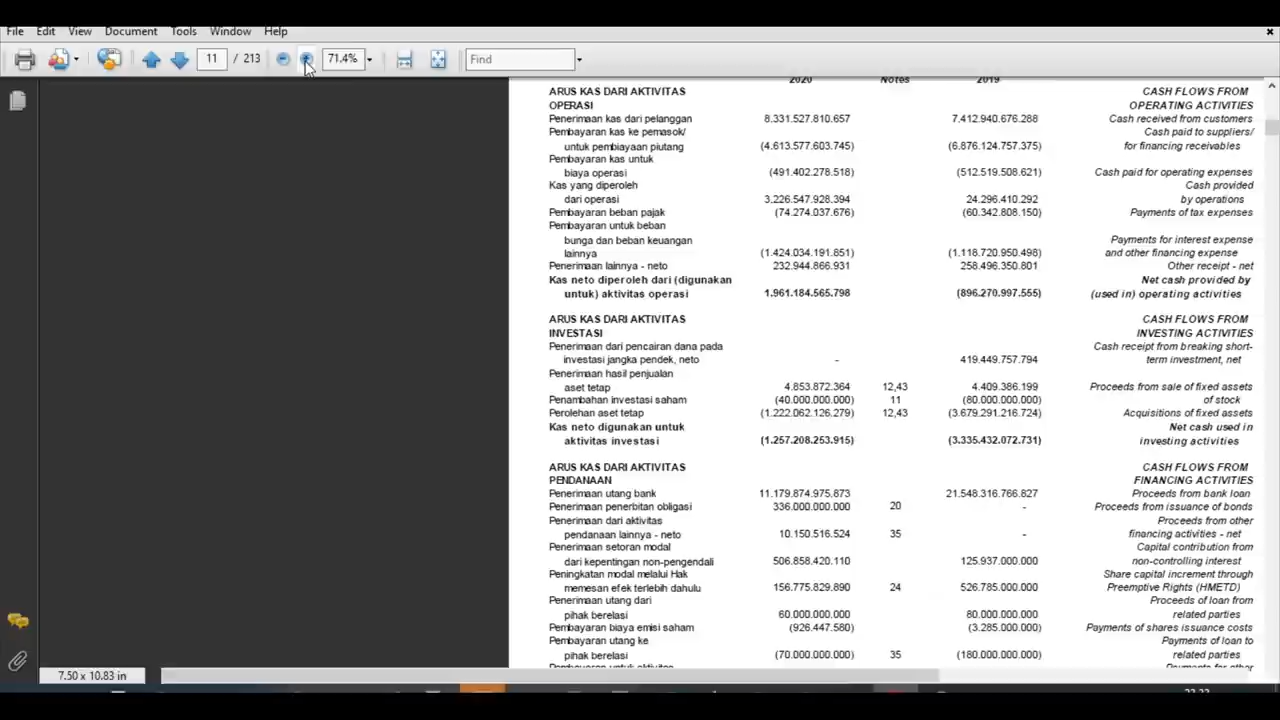 File Edit View Document Tools Window Help
11 / 213 71.4% Find
2020 Notes 2019
ARUS KAS DARI AKTIVITAS CASH FLOWS FROM
OPERASI OPERATING ACTIVITIES
Penerimaan kas dari pelanggan 8.331.527.810.657 7.412.940.676.288 Cash received from customers
Pembayaran kas ke pemasok/ Cash paid to suppliers/
untuk pembiayaan piutang (4.613.577.603.745) (6.876.124.757.375) for financing receivables
Pembayaran kas untuk
biaya operasi (491.402.278.518) (512.519.508.621) Cash paid for operating expenses
Kas yang diperoleh Cash provided
dari operasi 3.226.547.928.394 24.296.410.292 by operations
Pembayaran beban pajak (74.274.037.676) (60.342.808.150) Payments of tax expenses
Pembayaran untuk beban
bunga dan beban keuangan Payments for interest expense
lainnya (1.424.034.191.851) (1.118.720.950.498) and other financing expense
Penerimaan lainnya - neto 232.944.866.931 258.496.350.801 Other receipt - net
Kas neto diperoleh dari (digunakan Net cash provided by
untuk) aktivitas operasi 1.961.184.565.798 (896.270.997.555) (used in) operating activities
ARUS KAS DARI AKTIVITAS CASH FLOWS FROM
INVESTASI INVESTING ACTIVITIES
Penerimaan dari pencairan dana pada Cash receipt from breaking short-
investasi jangka pendek, neto - 419.449.757.794 term investment, net
Penerimaan hasil penjualan
aset tetap 4.853.872.364 12,43 4.409.386.199 Proceeds from sale of fixed assets
Penambahan investasi saham (40.000.000.000) 11 (80.000.000.000) of stock
Perolehan aset tetap (1.222.062.126.279) 12,43 (3.679.291.216.724) Acquisitions of fixed assets
Kas neto digunakan untuk Net cash used in
aktivitas investasi (1.257.208.253.915) (3.335.432.072.731) investing activities
ARUS KAS DARI AKTIVITAS CASH FLOWS FROM
PENDANAAN FINANCING ACTIVITIES
Penerimaan utang bank 11.179.874.975.873 21.548.316.766.827 Proceeds from bank loan
Penerimaan penerbitan obligasi 336.000.000.000 20 - Proceeds from issuance of bonds
Penerimaan dari aktivitas Proceeds from other
pendanaan lainnya - neto 10.150.516.524 35 - financing activities - net
Penerimaan setoran modal Capital contribution from
dari kepentingan non-pengendali 506.858.420.110 125.937.000.000 non-controlling interest
Peningkatan modal melalui Hak Share capital increment through
memesan efek terlebih dahulu 156.775.829.890 24 526.785.000.000 Preemptive Rights (HMETD)
Penerimaan utang dari Proceeds of loan from
pihak berelasi 60.000.000.000 80.000.000.000 related parties
Pembayaran biaya emisi saham (926.447.580) (3.285.000.000) Payments of shares issuance costs
Pembayaran utang ke Payments of loan to
pihak berelasi (70.000.000.000) 35 (180.000.000.000) related parties
Pembayaran untuk aktivitas Payments for other
7.50 x 10.83 in